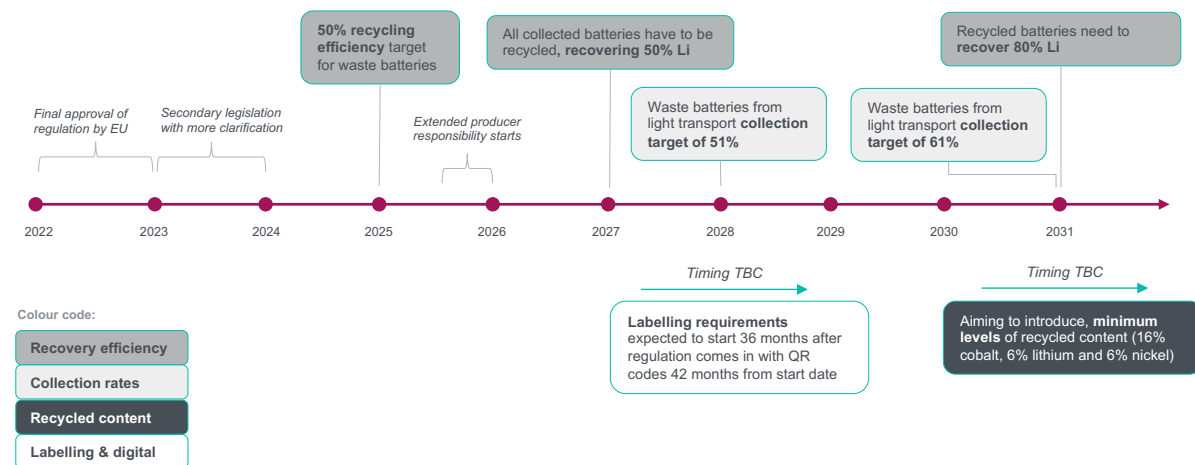 50% recycling
efficiency target
for waste batteries
All collected batteries have to be
recycled, recovering 50% Li
Recycled batteries need to
recover 80% Li
Final approval of
regulation by EU
Secondary legislation
with more clarification
Extended producer
responsibility starts
Waste batteries from
light transport collection
target of 51%
Waste batteries from
light transport collection
target of 61%
2022
2023
2024
2025
2026
2027
2028
2029
2030
2031
Timing TBC
Timing TBC
Labelling requirements
expected to start 36 months after
regulation comes in with QR
codes 42 months from start date
Aiming to introduce, minimum
levels of recycled content (16%
cobalt, 6% lithium and 6% nickel)
Colour code:
Recovery efficiency
Collection rates
Recycled content
Labelling & digital